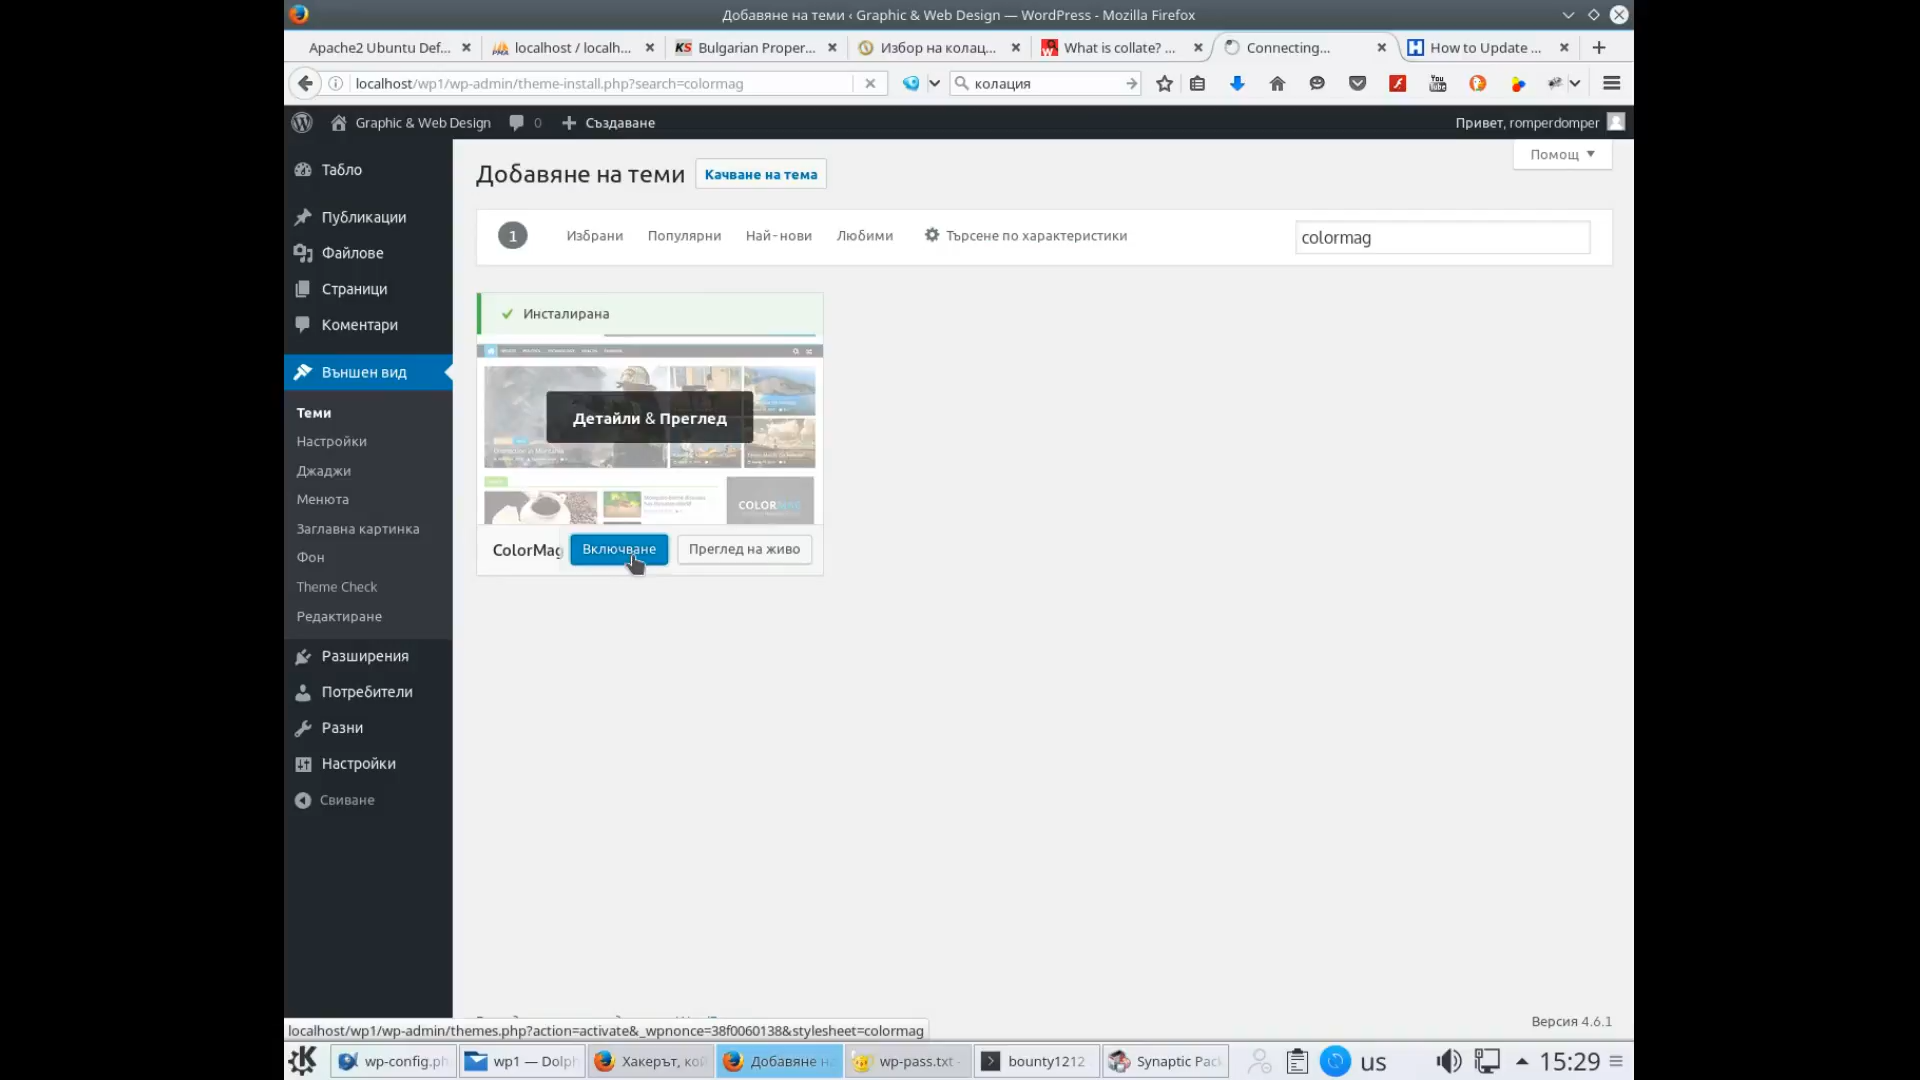 Добавяне на теми ‹ Graphic & Web Design — WordPress - Mozilla Firefox
Apache2 Ubuntu Def...
localhost / localh...
Bulgarian Proper...
Избор на колац...
What is collate? ...
Connecting...
How to Update ...
localhost/wp1/wp-admin/theme-install.php?search=colormag
колация
Graphic & Web Design
0
Създаване
Привет, romperdomper
Помощ
Табло
Публикации
Файлове
Страници
Коментари
Външен вид
Теми
Настройки
Джаджи
Менюта
Заглавна картинка
Фон
Theme Check
Редактиране
Разширения
Потребители
Разни
Настройки
Свиване
Добавяне на теми
Качване на тема
1
Избрани
Популярни
Най-нови
Любими
Търсене по характеристики
colormag
Инсталирана
Детайли & Преглед
ColorMag
Включване
Преглед на живо
Версия 4.6.1
localhost/wp1/wp-admin/themes.php?action=activate&_wpnonce=38f0060138&stylesheet=colormag
wp-config.ph
wp1 — Dolph
Хакерът, кой
Добавяне н
wp-pass.txt -
bounty1212
Synaptic Pack
us
15:29